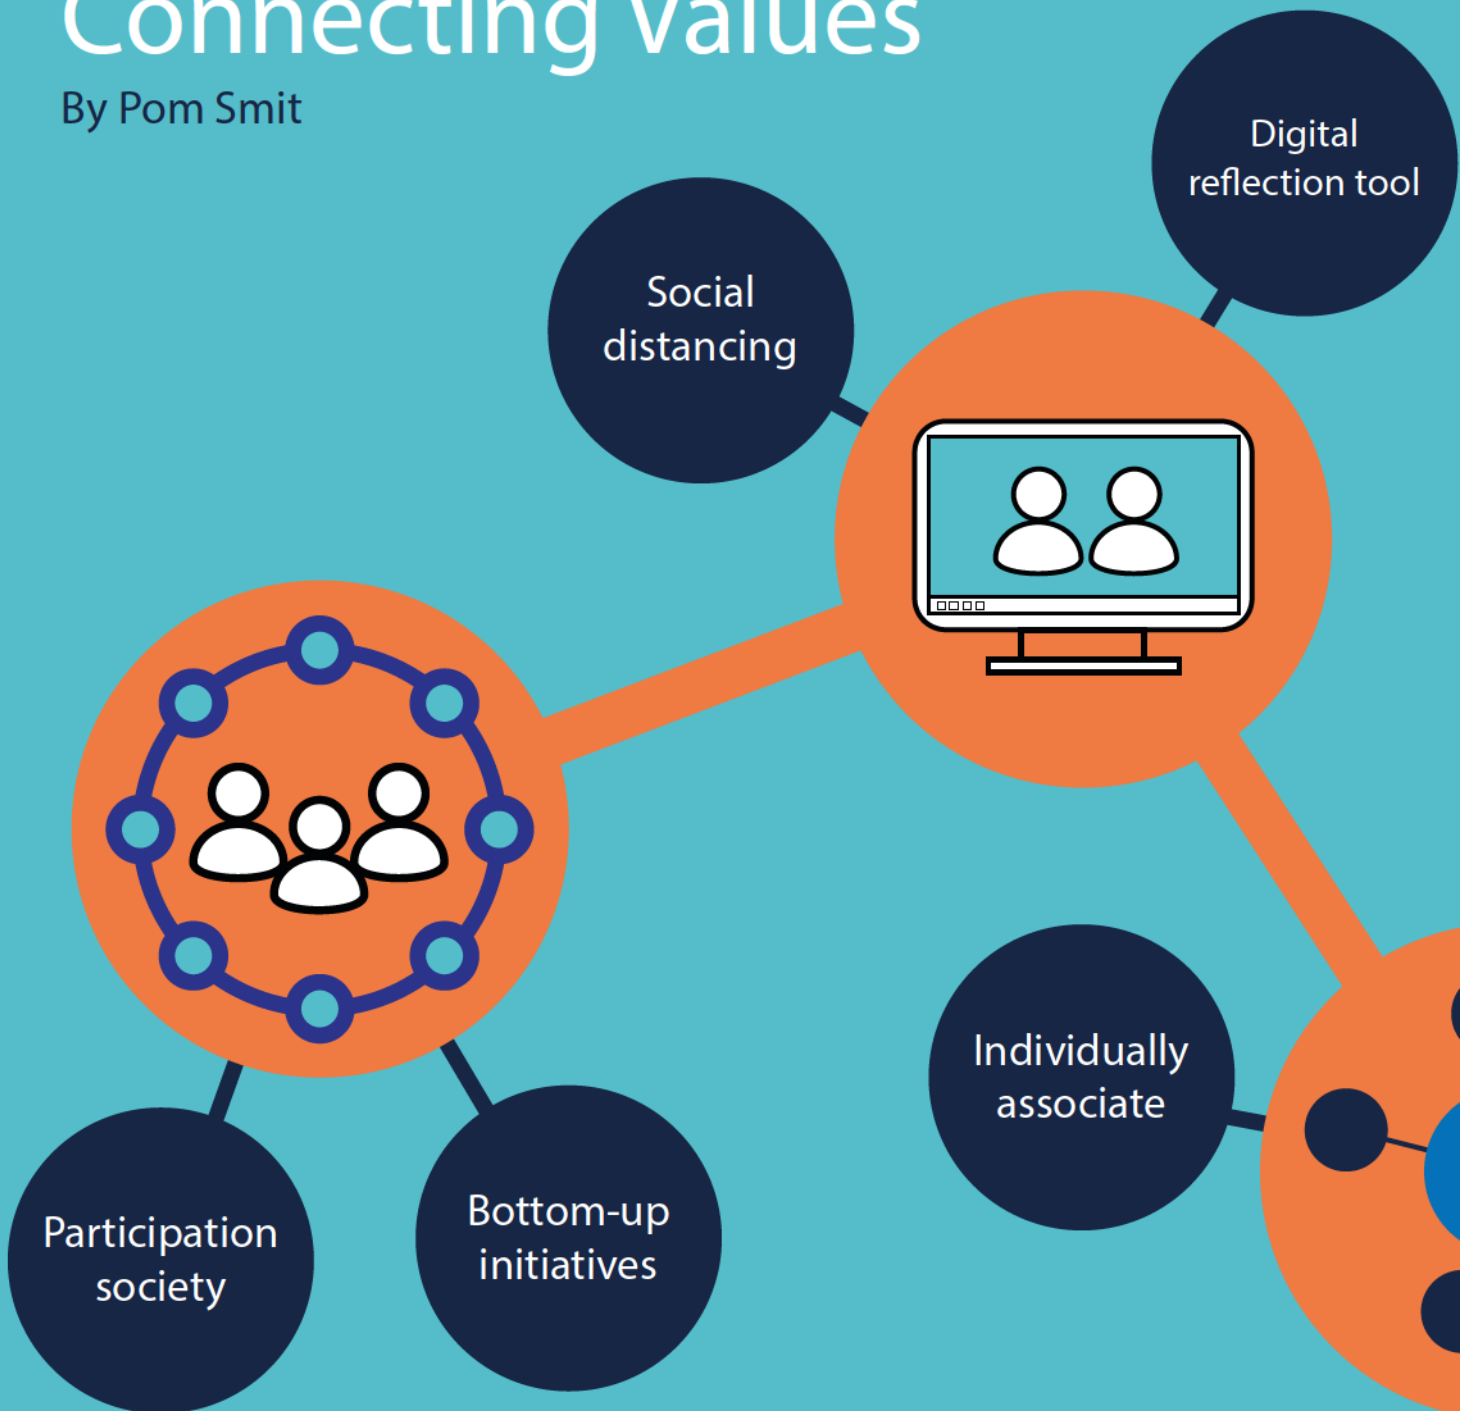 Connecting Values
By Pom Smit
Digital
reflection tool
Social
distancing
Individually
associate
Bottom-up
initiatives
Participation
society